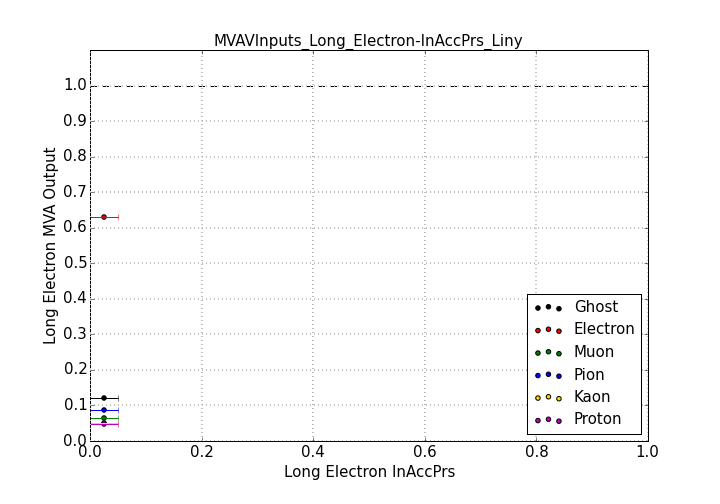 MVAVInputs_Long_Electron-InAccPrs_Liny
Long Electron MVA Output
1.0
0.9
0.8
0.7
0.6
0.5
0.4
0.3
0.2
0.1
0.0
0.0 0.2 0.4 0.6 0.8 1.0
Long Electron InAccPrs
Ghost
Electron
Muon
Pion
Kaon
Proton